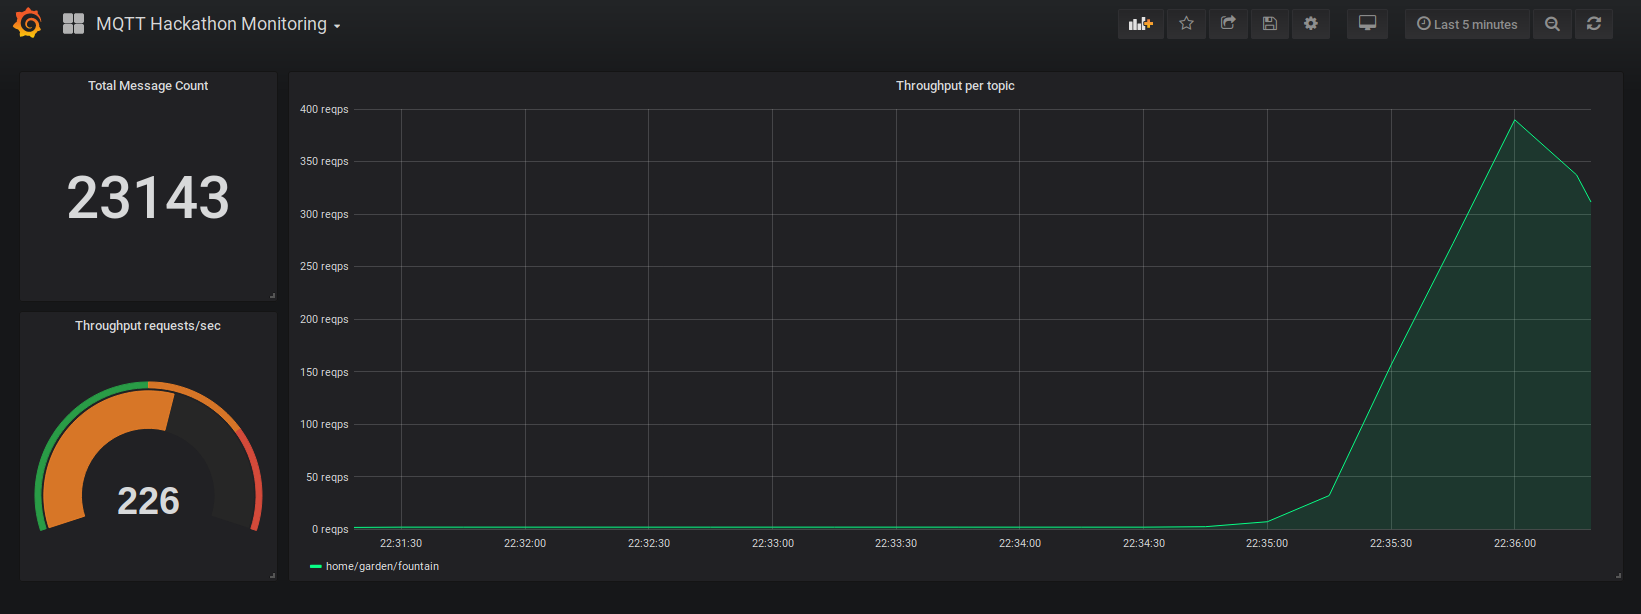 MQTT Hackathon Monitoring
Last 5 minutes
Total Message Count
23143
Throughput requests/sec
226
Throughput per topic
400 reqps
350 reqps
300 reqps
250 reqps
200 reqps
150 reqps
100 reqps
50 reqps
0 reqps
22:31:30 22:32:00 22:32:30 22:33:00 22:33:30 22:34:00 22:34:30 22:35:00 22:35:30 22:36:00
home/garden/fountain